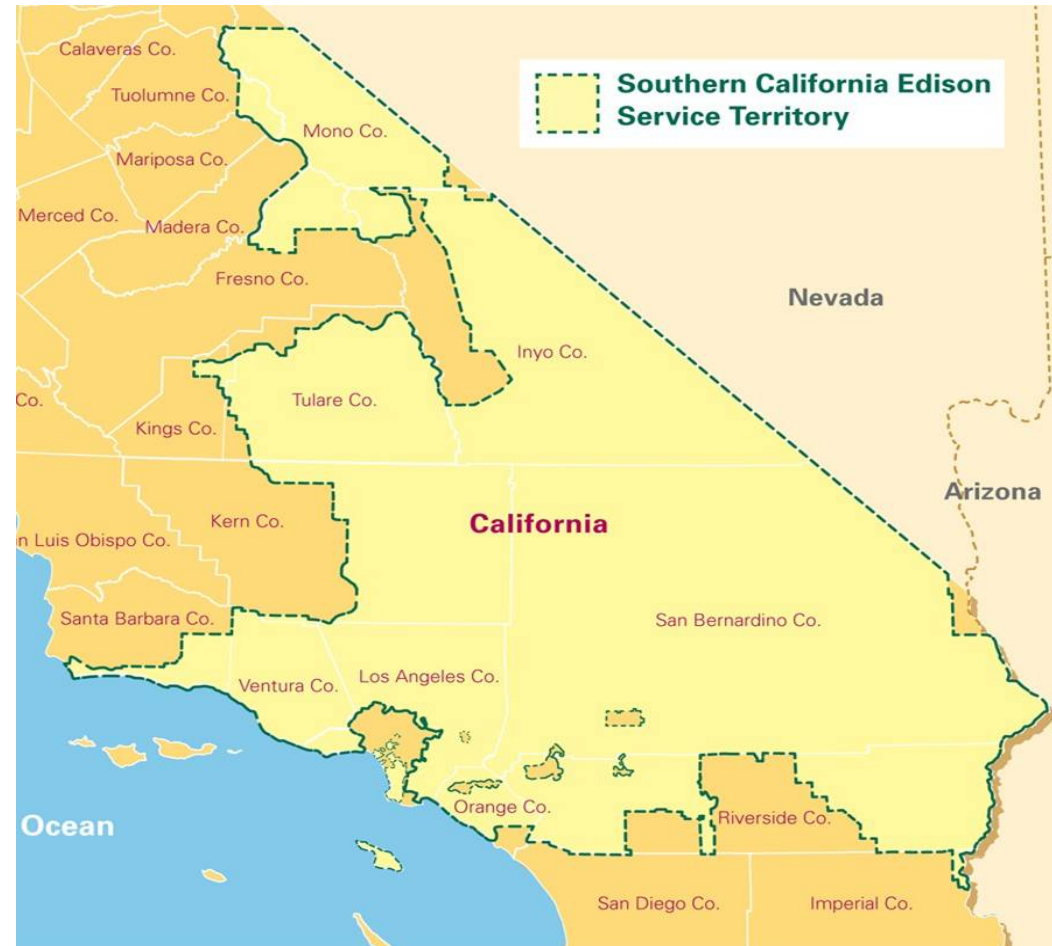 Calaveras Co.
Tuolumne Co.
Mono Co.
Southern California Edison
Service Territory
Mariposa Co.
Merced Co.
Madera Co.
Fresno Co.
Nevada
Inyo Co.
Tulare Co.
Co.
Kings Co.
Arizona
Kern Co.
California
n Luis Obispo Co.
Santa Barbara Co.
San Bernardino Co.
Ventura Co.
Los Angeles Co.
Orange Co.
Riverside Co.
Ocean
San Diego Co.
Imperial Co.